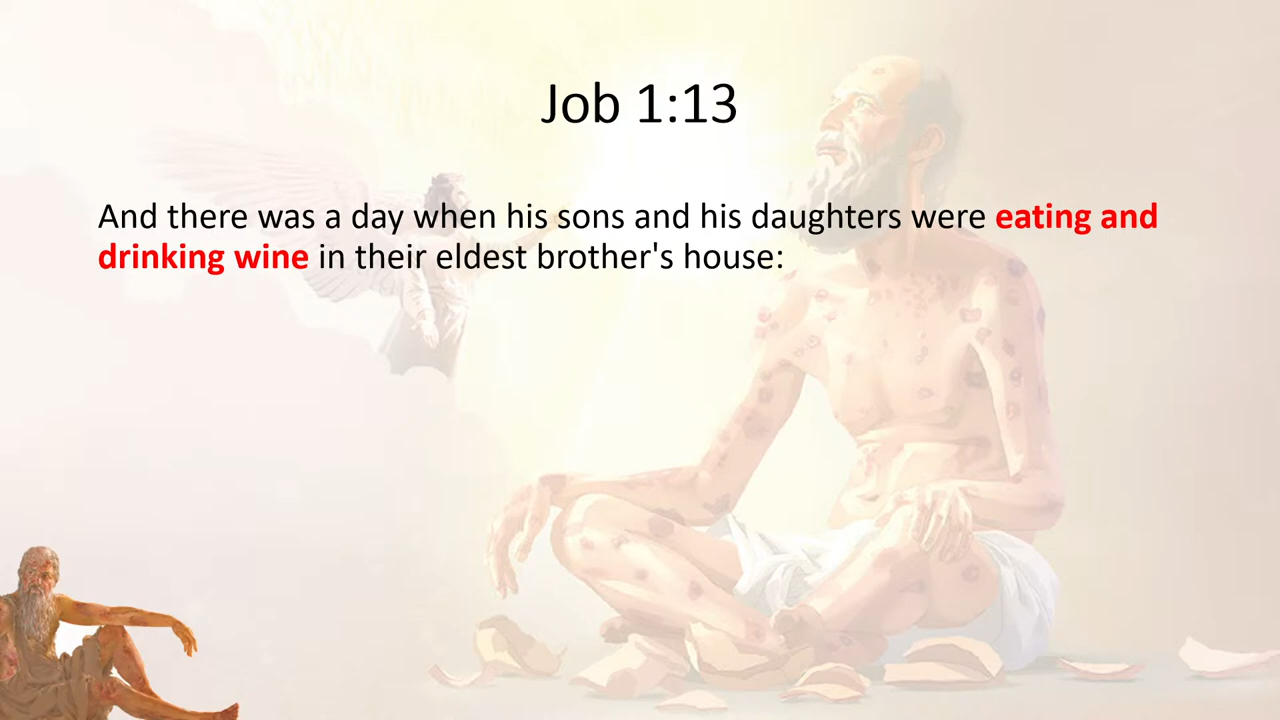 Job 1:13
And there was a day when his sons and his daughters were eating and
drinking wine in their eldest brother's house: